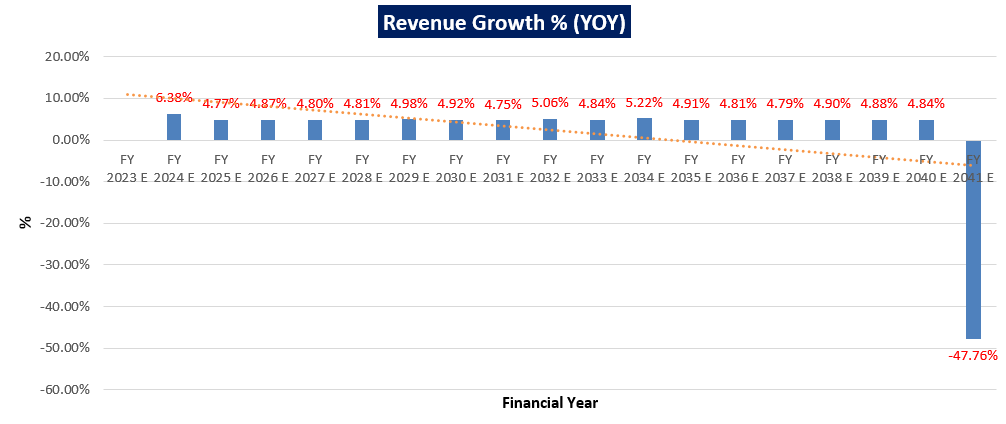 Revenue Growth % (YOY)
20.00%
10.00%
0.00%
-10.00%
-20.00%
-30.00%
-40.00%
-50.00%
-60.00%
%
6.38% 4.77% 4.87% 4.80% 4.81% 4.98% 4.92% 4.75% 5.06% 4.84% 5.22% 4.91% 4.81% 4.79% 4.90% 4.88% 4.84%
FY FY FY FY FY FY FY FY FY FY FY FY FY FY FY FY FY FY FY
2023 E 2024 E 2025 E 2026 E 2027 E 2028 E 2029 E 2030 E 2031 E 2032 E 2033 E 2034 E 2035 E 2036 E 2037 E 2038 E 2039 E 2040 E 2041 E
-47.76%
Financial Year